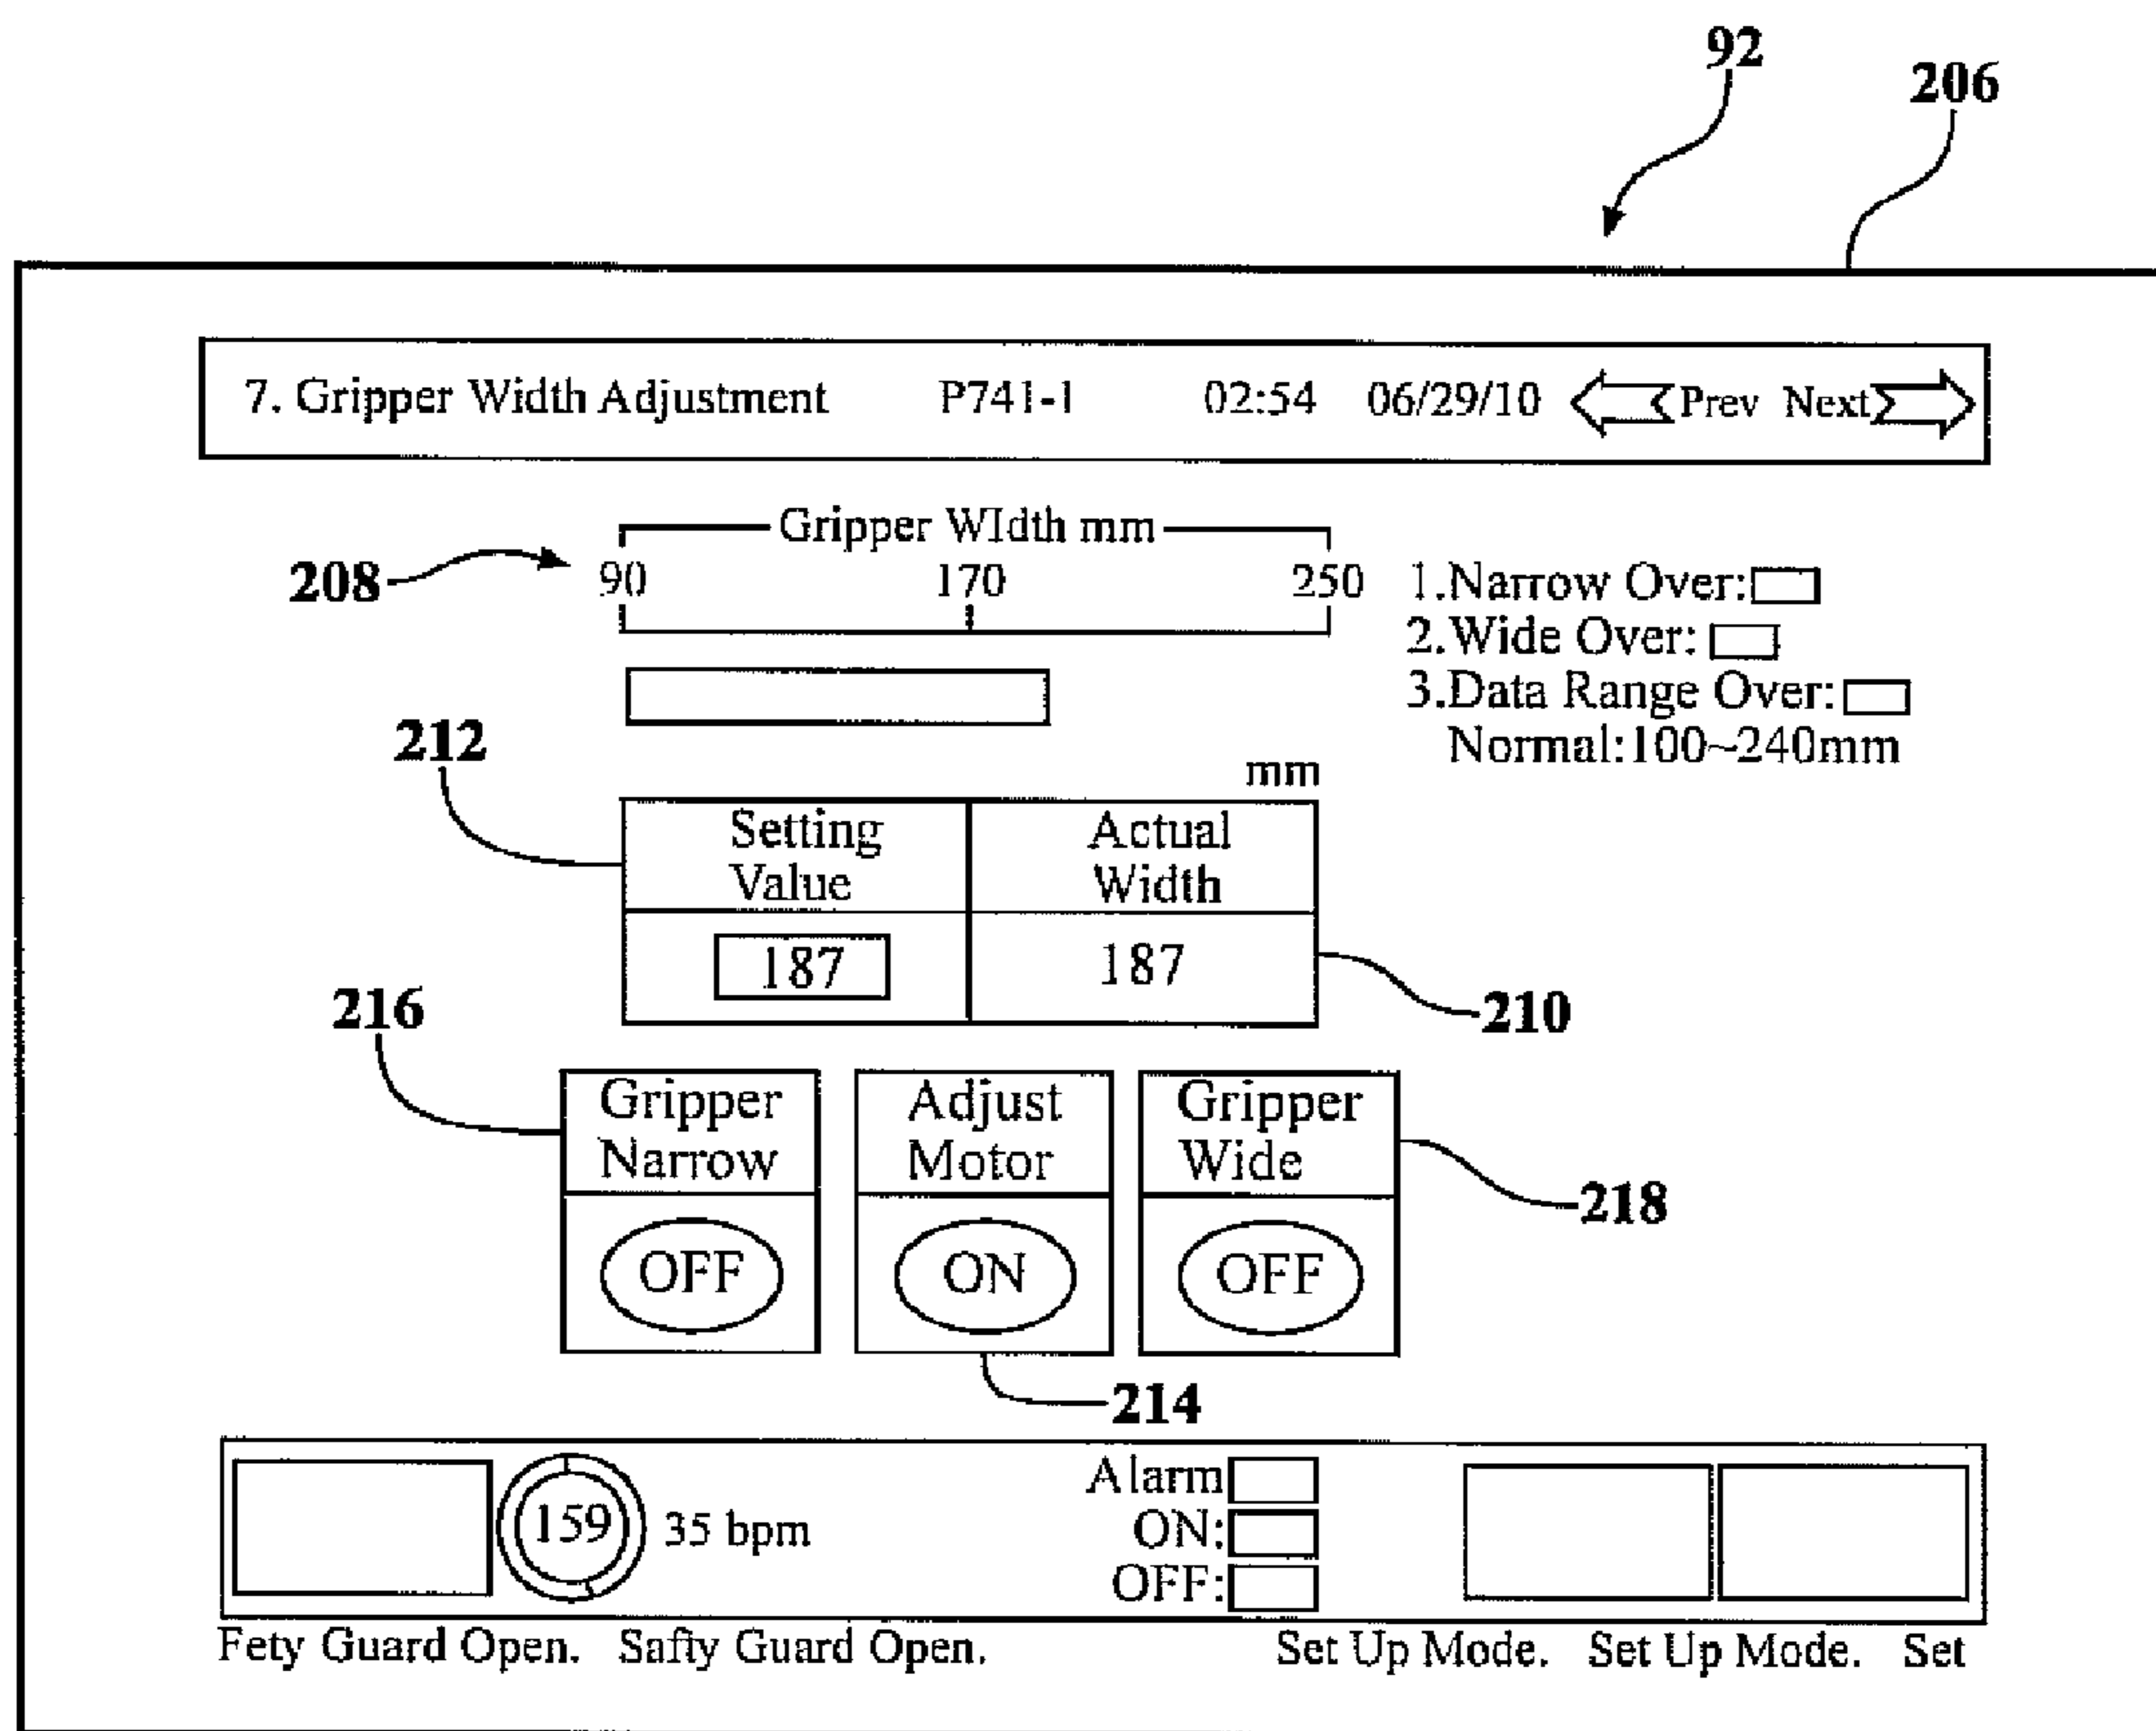 92
206
7. Gripper Width Adjustment P741-1 02:54 06/29/10 Prev Next
Gripper WIdth mm
208 90 170 250
1.Narrow Over:
2.Wide Over:
3.Data Range Over:
Normal:100~240mm
212
mm
Setting Value
Actual Width
187 187
210
216
Gripper Narrow
OFF
Adjust Motor
ON
Gripper Wide
OFF
218
214
159 35 bpm
Alarm
ON:
OFF:
Fety Guard Open. Safty Guard Open. Set Up Mode. Set Up Mode. Set